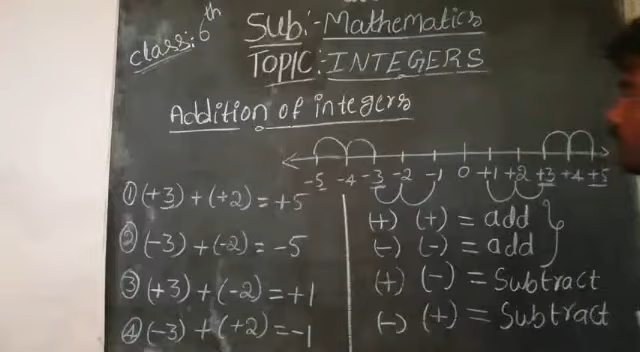 Class: 6th
Sub:- Mathematics
TOPIC: INTEGERS
Addition of integers
-5 -4 -3 -2 -1 0 +1 +2 +3 +4 +5
① (+3) + (+2) = +5
② (-3) + (-2) = -5
③ (+3) + (-2) = +1
④ (-3) + (+2) = -1
(+) (+) = add
(-) (-) = add
(+) (-) = Subtract
(-) (+) = Subtract